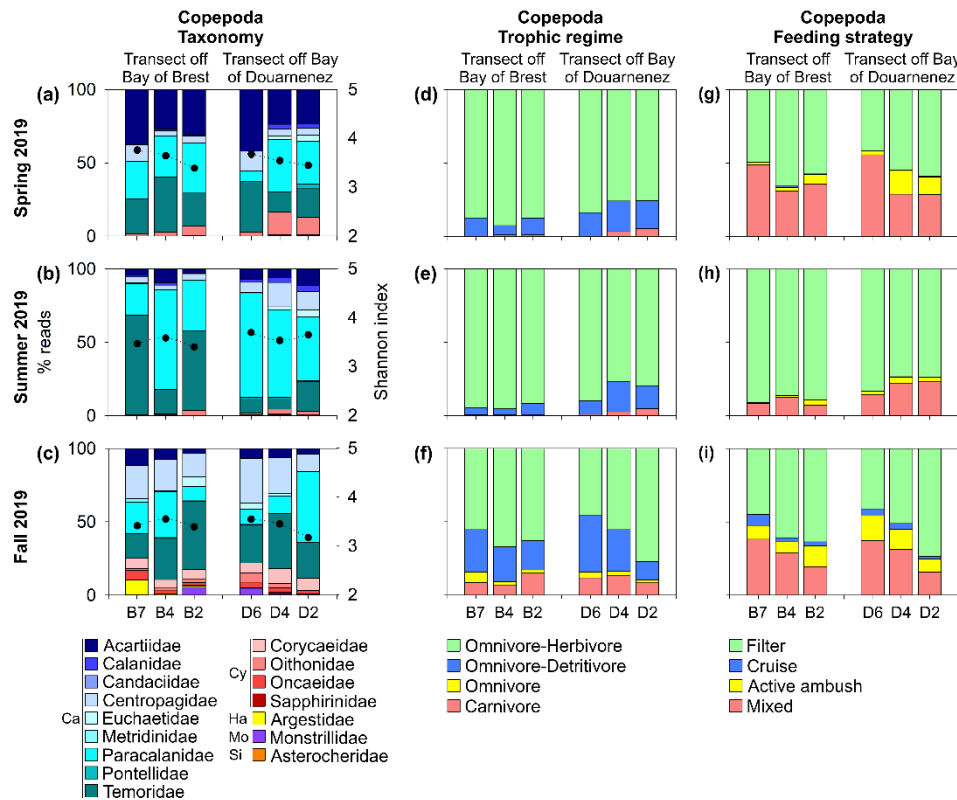 Copepoda
Taxonomy
Transect off
Bay of Brest
Transect off Bay
of Douarnenez
Copepoda
Trophic regime
Transect off
Bay of Brest
Transect off Bay
of Douarnenez
Copepoda
Feeding strategy
Transect off
Bay of Brest
Transect off Bay
of Douarnenez
Spring 2019
(a)
100
50
0
5
4
3
2
(d)
(g)
Summer 2019
% reads
(b)
100
50
0
5
4
3
2
Shannon index
(e)
(h)
Fall 2019
(c)
100
50
0
5
4
3
2
(f)
(i)
B7 B4 B2 D6 D4 D2
B7 B4 B2 D6 D4 D2
B7 B4 B2 D6 D4 D2
Ca
Acartiidae
Calanidae
Candaciidae
Centropagidae
Euchaetidae
Metridinidae
Paracalanidae
Pontellidae
Temoridae
Cy
Corycaeidae
Oithonidae
Oncaeidae
Sapphirinidae
Ha
Argestidae
Mo
Monstrillidae
Si
Asterocheridae
Omnivore-Herbivore
Omnivore-Detritivore
Omnivore
Carnivore
Filter
Cruise
Active ambush
Mixed